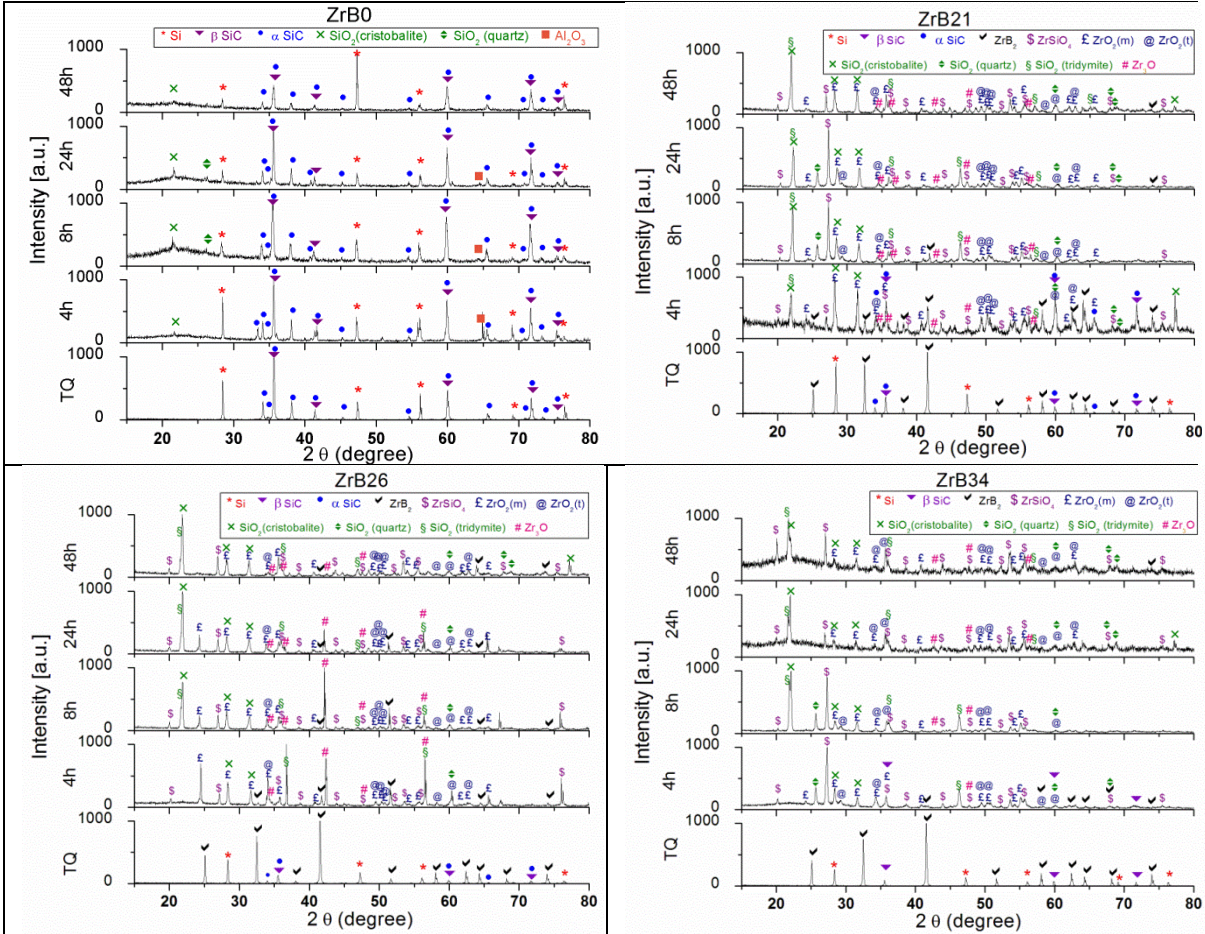 ZrB0
* Si ▼ β SiC ● α SiC × SiO₂(cristobalite) ♦ SiO₂ (quartz) ■ Al₂O₃
Intensity [a.u.]
48h
24h
8h
4h
TQ
1000
0
1000
0
1000
0
1000
0
1000
0
20 30 40 50 60 70 80
2 θ (degree)
ZrB21
* Si ▼ β SiC ● α SiC ✔ ZrB₂ $ ZrSiO₄ £ ZrO₂(m) @ ZrO₂(t)
× SiO₂(cristobalite) ♦ SiO₂ (quartz) § SiO₂ (tridymite) # Zr₃O
Intensity [a.u.]
48h
24h
8h
4h
TQ
1000
0
1000
0
1000
0
1000
0
1000
0
20 30 40 50 60 70 80
2 θ (degree)
ZrB26
* Si ▼ β SiC ● α SiC ✔ ZrB₂ $ ZrSiO₄ £ ZrO₂(m) @ ZrO₂(t)
× SiO₂(cristobalite) ♦ SiO₂ (quartz) § SiO₂ (tridymite) # Zr₃O
Intensity [a.u.]
48h
24h
8h
4h
TQ
1000
0
1000
0
1000
0
1000
0
1000
0
20 30 40 50 60 70 80
2 θ (degree)
ZrB34
* Si ▼ β SiC ✔ ZrB₂ $ ZrSiO₄ £ ZrO₂(m) @ ZrO₂(t)
× SiO₂(cristobalite) ♦ SiO₂ (quartz) § SiO₂ (tridymite) # Zr₃O
Intensity [a.u.]
48h
24h
8h
4h
TQ
1000
0
1000
0
1000
0
1000
0
1000
0
20 30 40 50 60 70 80
2 θ (degree)